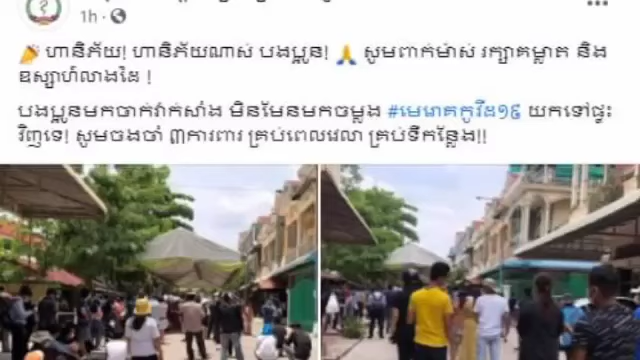 1h ·
🎉 ហានិភ័យ! ហានិភ័យណាស់ បងប្អូន! 🙏 សូមពាក់ម៉ាស់ រក្សាគម្លាត និង
ឧស្សាហ៍លាងដៃ !
បងប្អូនមកចាក់វ៉ាក់សាំង មិនមែនមកចម្លង #មេរោគកូវីដ១៩ យកទៅផ្ទះ
វិញទេ! សូមចងចាំ ៣ការពារ គ្រប់ពេលវេលា គ្រប់ទីកន្លែង!!